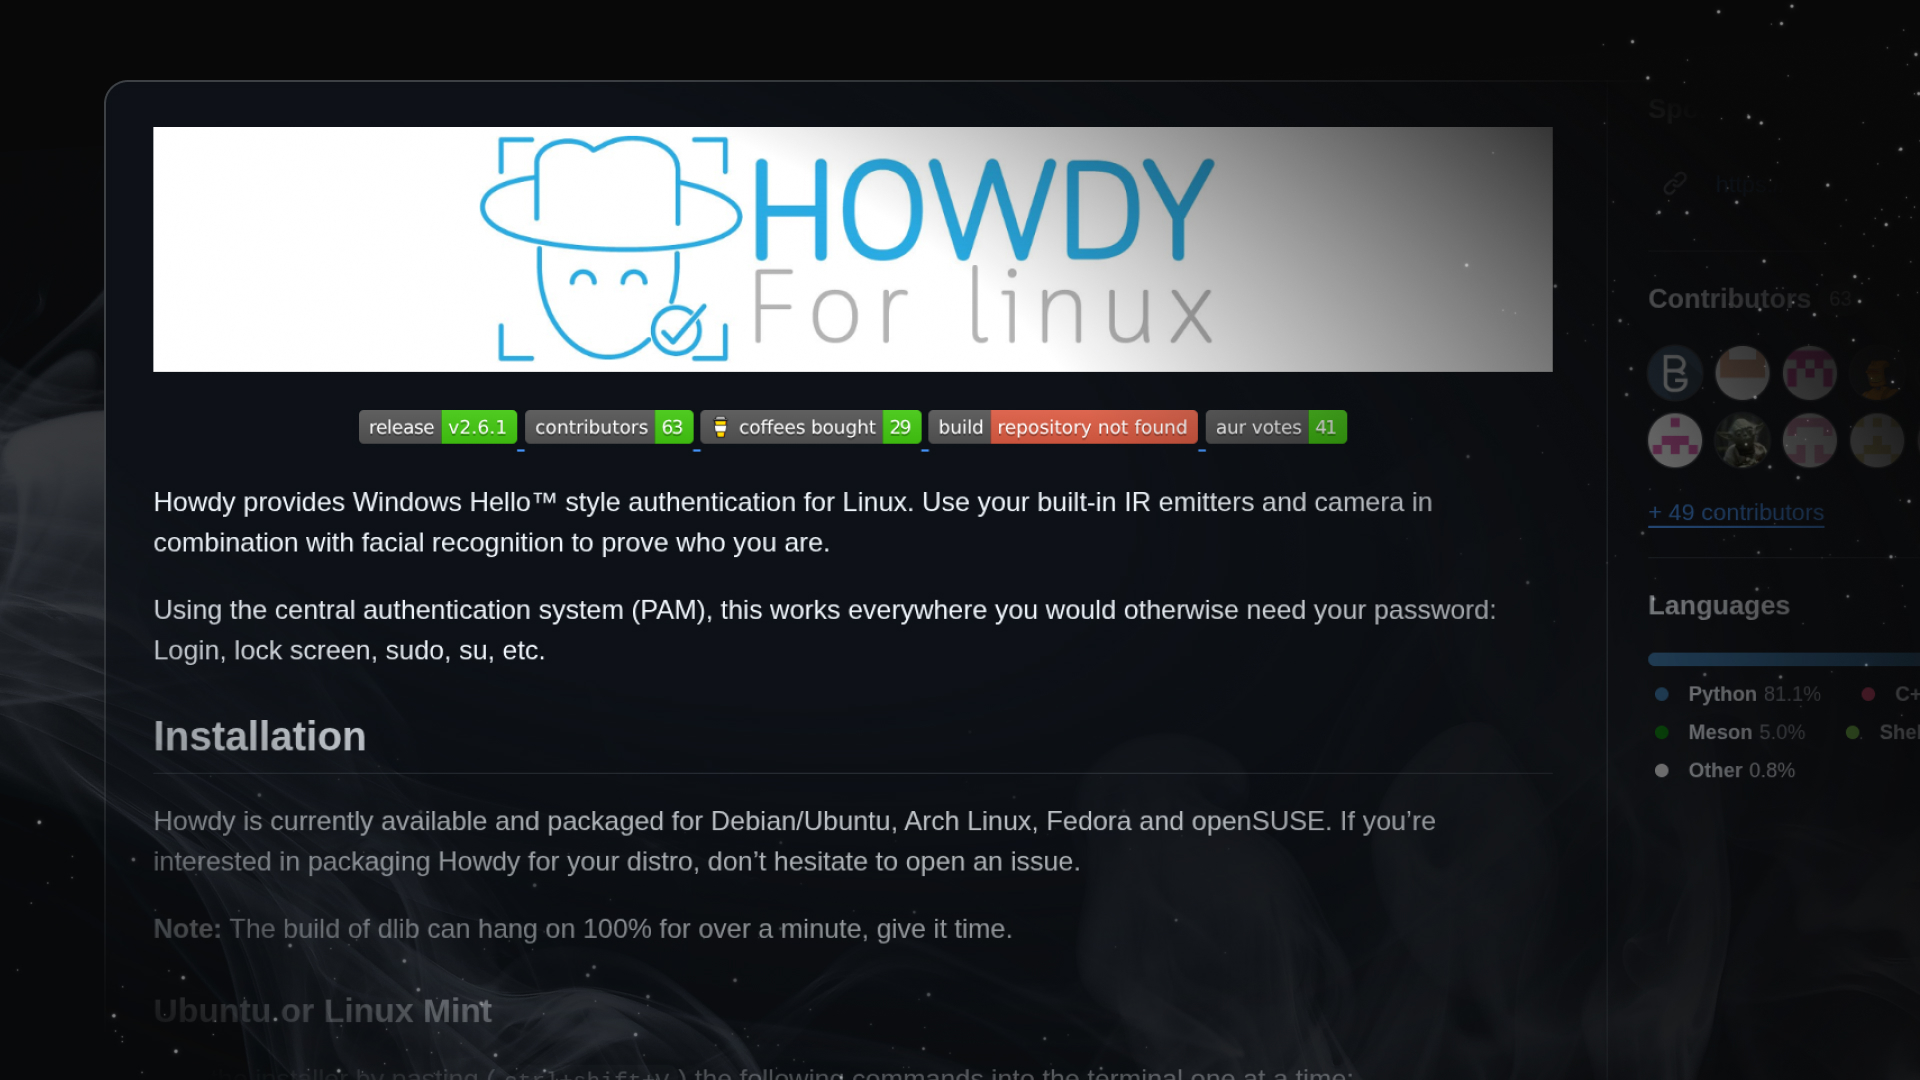 HOWDY
For linux
release v2.6.1 contributors 63 coffees bought 29 build repository not found aur votes 41
Howdy provides Windows Hello™ style authentication for Linux. Use your built-in IR emitters and camera in
combination with facial recognition to prove who you are.
Using the central authentication system (PAM), this works everywhere you would otherwise need your password:
Login, lock screen, sudo, su, etc.
Installation
Howdy is currently available and packaged for Debian/Ubuntu, Arch Linux, Fedora and openSUSE. If you’re
interested in packaging Howdy for your distro, don’t hesitate to open an issue.
Note: The build of dlib can hang on 100% for over a minute, give it time.
Ubuntu or Linux Mint
installer by pasting ( ctrl+shift+V ) the following commands into the terminal one at a time:
Contributors 63
+ 49 contributors
Languages
Python 81.1%
Meson 5.0%
Other 0.8%